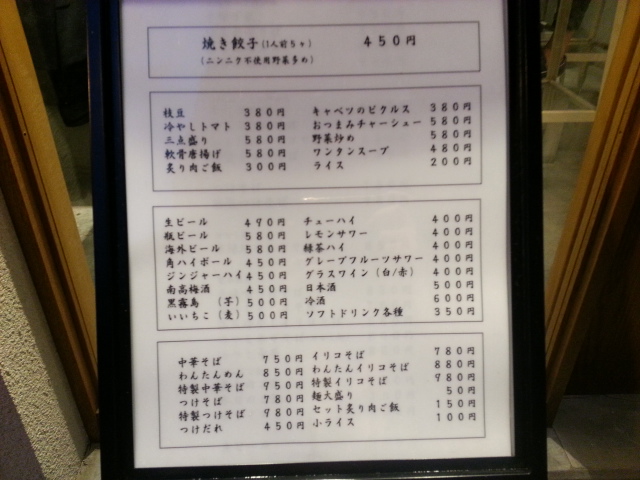 焼き餃子(1人前5ヶ) 450円
(ニンニク不使用野菜多め)
枝豆 380円
冷やしトマト 380円
三点盛り 580円
軟骨唐揚げ 580円
炙り肉ご飯 300円
キャベツのピクルス 380円
おつまみチャーシュー 580円
野菜炒め 580円
ワンタンスープ 480円
ライス 200円
生ビール 490円
瓶ビール 580円
海外ビール 580円
角ハイボール 450円
ジンジャーハイ 450円
南高梅酒 450円
黒霧島 (芋) 500円
いいちこ (麦) 500円
チューハイ 400円
レモンサワー 400円
緑茶ハイ 400円
グレープフルーツサワー 400円
グラスワイン (白/赤) 400円
日本酒 500円
冷酒 600円
ソフトドリンク各種 350円
中華そば 750円
わんたんめん 850円
特製中華そば 950円
つけそば 780円
特製つけそば 980円
つけだれ 450円
イリコそば 780円
わんたんイリコそば 880円
特製イリコそば 980円
麺大盛り 50円
セット炙り肉ご飯 150円
小ライス 100円